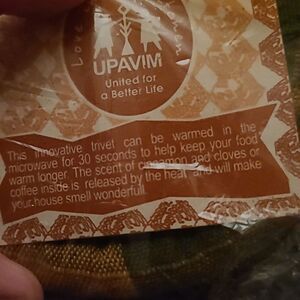 UPAVIM
United for
a Better Life
This innovative trivet can be warmed in the
microwave for 30 seconds to help keep your food
warm longer. The scent of cinnamon and cloves or
coffee inside is released by the heat and will make
your house smell wonderful!